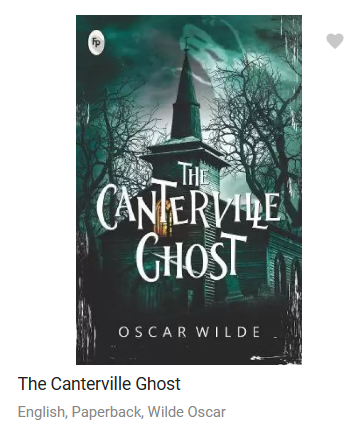 Fp
THE
CANTERVILLE
GHOST
OSCAR WILDE
The Canterville Ghost
English, Paperback, Wilde Oscar